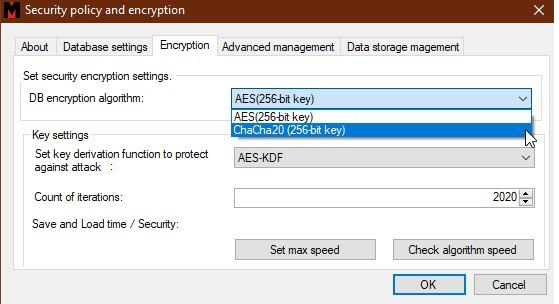 Security policy and encryption
About
Database settings
Encryption
Advanced management
Data storage magement
Set security encryption settings.
DB encryption algorithm:
AES(256-bit key)
AES(256-bit key)
ChaCha20 (256-bit key)
Key settings
Set key derivation function to protect
against attack :
AES-KDF
Count of iterations:
2020
Save and Load time / Security:
Set max speed
Check algorithm speed
OK
Cancel